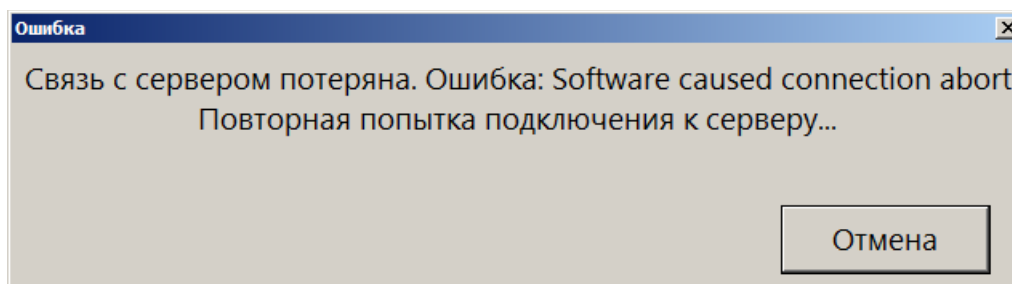 Ошибка
Связь с сервером потеряна. Ошибка: Software caused connection abort
Повторная попытка подключения к серверу...
Отмена